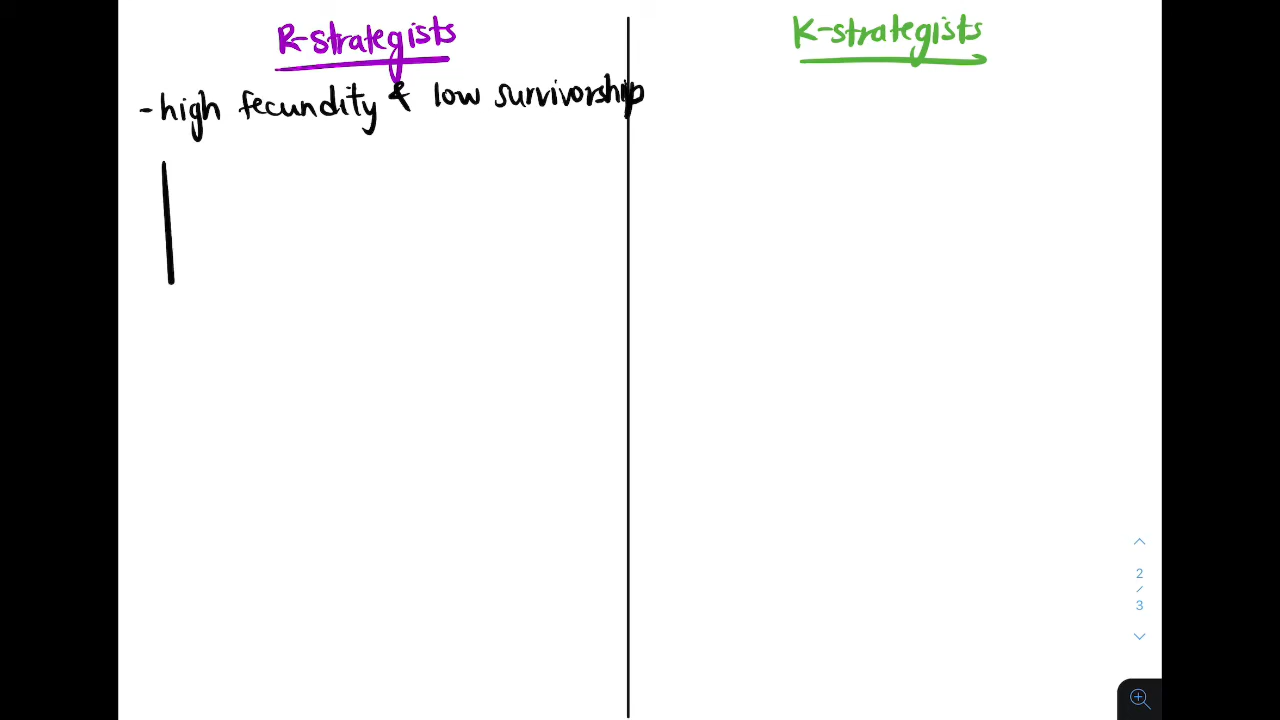 R-strategists
K-strategists
- high fecundity & low survivorship
2
/
3